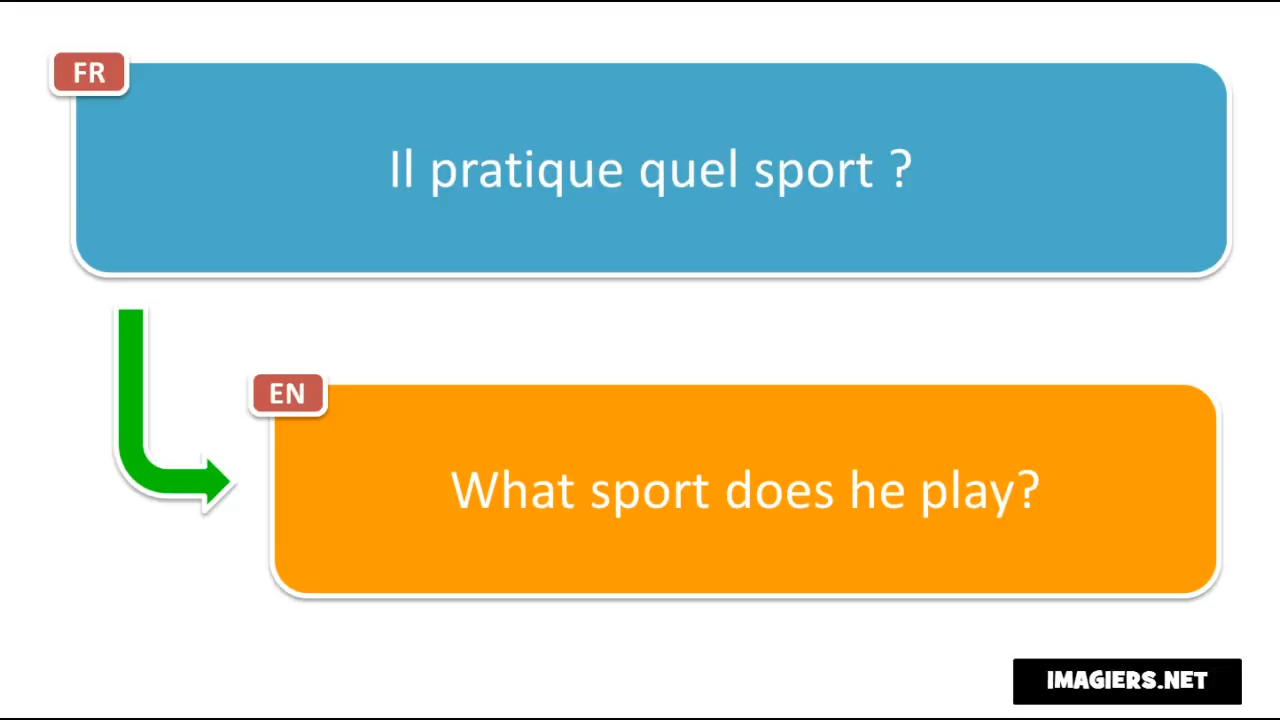 FR
Il pratique quel sport ?
EN
What sport does he play?
IMAGIERS.NET